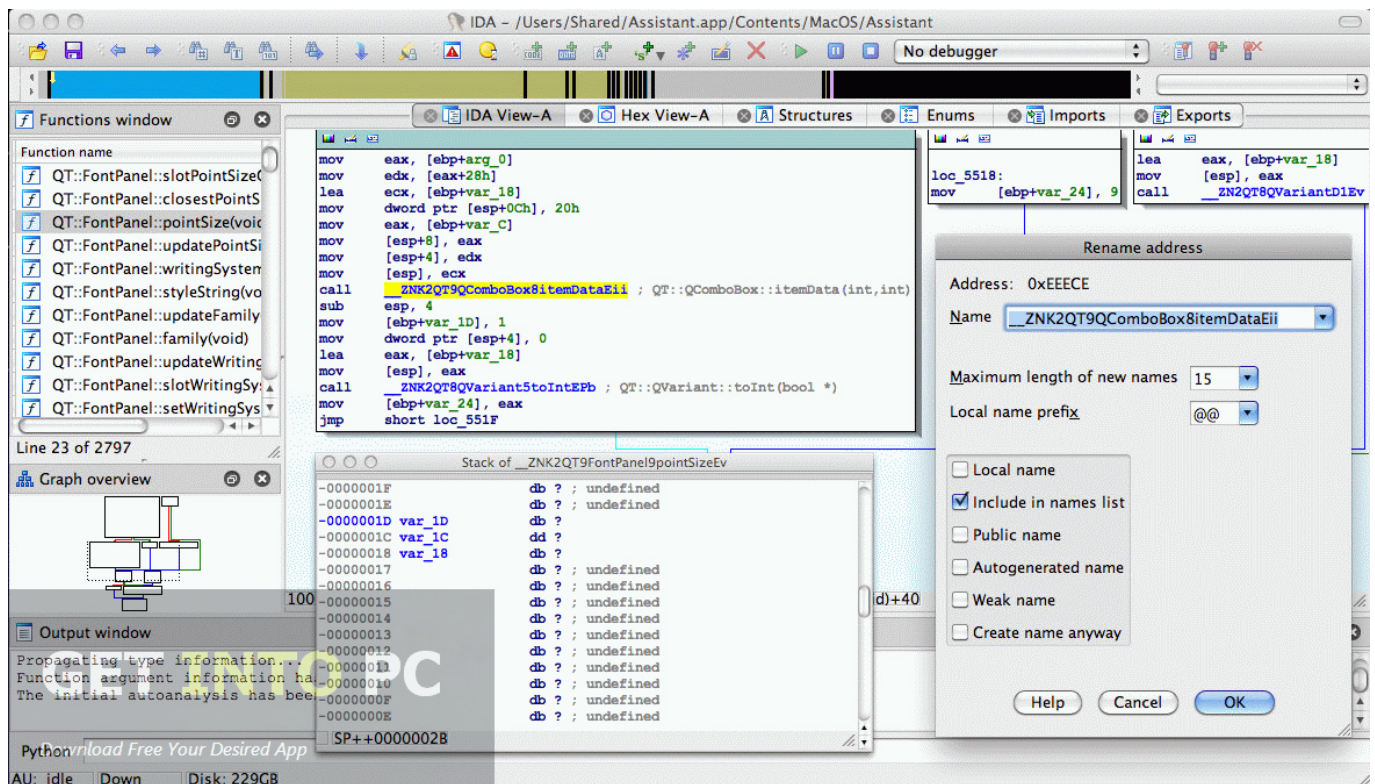 IDA - /Users/Shared/Assistant.app/Contents/MacOS/Assistant
No debugger
Functions window
Function name
QT::FontPanel::slotPointSize(
QT::FontPanel::closestPointS
QT::FontPanel::pointSize(voic
QT::FontPanel::updatePointSi
QT::FontPanel::writingSystem
QT::FontPanel::styleString(vo
QT::FontPanel::updateFamily
QT::FontPanel::family(void)
QT::FontPanel::updateWriting
QT::FontPanel::slotWritingSy
QT::FontPanel::setWritingSys
Line 23 of 2797
Graph overview
IDA View-A
Hex View-A
Structures
Enums
Imports
Exports
mov eax, [ebp+arg_0]
mov edx, [eax+28h]
lea ecx, [ebp+var_18]
mov dword ptr [esp+0Ch], 20h
mov eax, [ebp+var_C]
mov [esp+8], eax
mov [esp+4], edx
mov [esp], ecx
call __ZNK2QT9QComboBox8itemDataEii ; QT::QComboBox::itemData(int,int)
sub esp, 4
mov [ebp+var_1D], 1
mov dword ptr [esp+4], 0
lea eax, [ebp+var_18]
mov [esp], eax
call __ZNK2QT8QVariant5toIntEPb ; QT::QVariant::toInt(bool *)
mov [ebp+var_24], eax
jmp short loc_551F
loc_5518:
mov [ebp+var_24], 9
lea eax, [ebp+var_18]
mov [esp], eax
call __ZN2QT8QVariantD1Ev
Rename address
Address: 0xEEECE
Name __ZNK2QT9QComboBox8itemDataEii
Maximum length of new names 15
Local name prefix @@
Local name
Include in names list
Public name
Autogenerated name
Weak name
Create name anyway
Help Cancel OK
Stack of __ZNK2QT9FontPanel9pointSizeEv
-0000001F db ? ; undefined
-0000001E db ? ; undefined
-0000001D var_1D db ?
-0000001C var_1C dd ?
-00000018 var_18 db ?
-00000017 db ? ; undefined
-00000016 db ? ; undefined
-00000015 db ? ; undefined
-00000014 db ? ; undefined
-00000013 db ? ; undefined
-00000012 db ? ; undefined
-00000011 db ? ; undefined
-00000010 db ? ; undefined
-0000000F db ? ; undefined
-0000000E db ? ; undefined
SP++0000002B
100
id)+40
Output window
Propagating type information...
Function argument information ha
The initial autoanalysis has bee
GET INTO PC
Download Free Your Desired App
Python
AU: idle Down Disk: 229GB